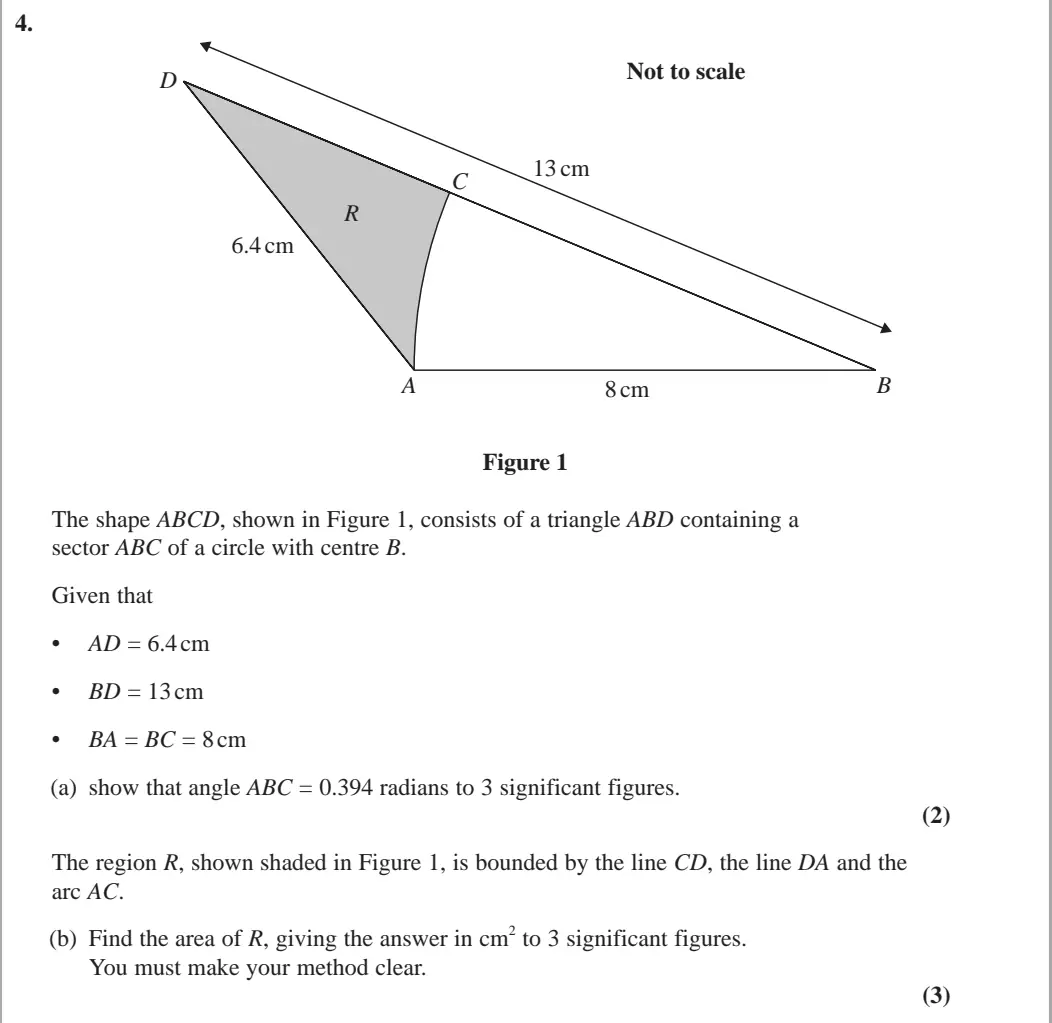 4.
Not to scale
D
13 cm
C
R
6.4 cm
A
8 cm
B
Figure 1
The shape ABCD, shown in Figure 1, consists of a triangle ABD containing a
sector ABC of a circle with centre B.
Given that
• AD = 6.4 cm
• BD = 13 cm
• BA = BC = 8 cm
(a) show that angle ABC = 0.394 radians to 3 significant figures.
(2)
The region R, shown shaded in Figure 1, is bounded by the line CD, the line DA and the
arc AC.
(b) Find the area of R, giving the answer in cm² to 3 significant figures.
You must make your method clear.
(3)